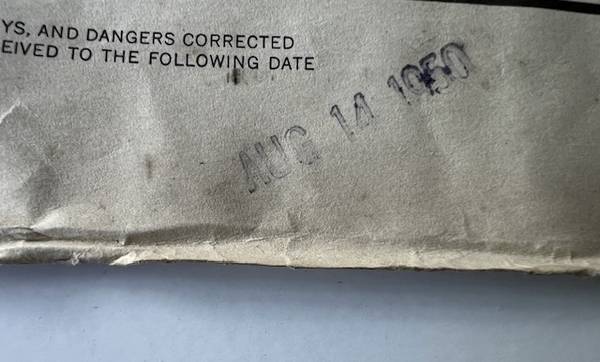 YS, AND DANGERS CORRECTED
EIVED TO THE FOLLOWING DATE
AUG 14 1950